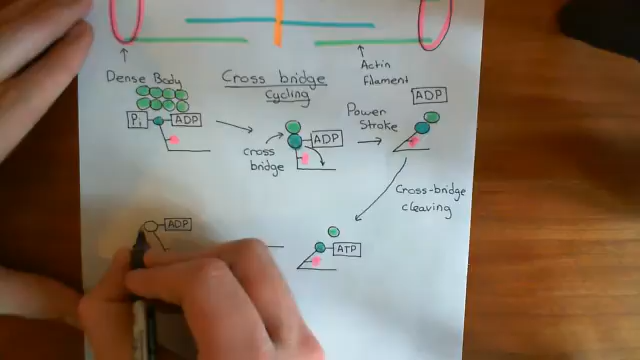 Dense Body
Actin
Filament
Cross bridge
Cycling
Pi
ADP
Cross
bridge
ADP
Power
Stroke
ADP
Cross-bridge
cleaving
ADP
ATP